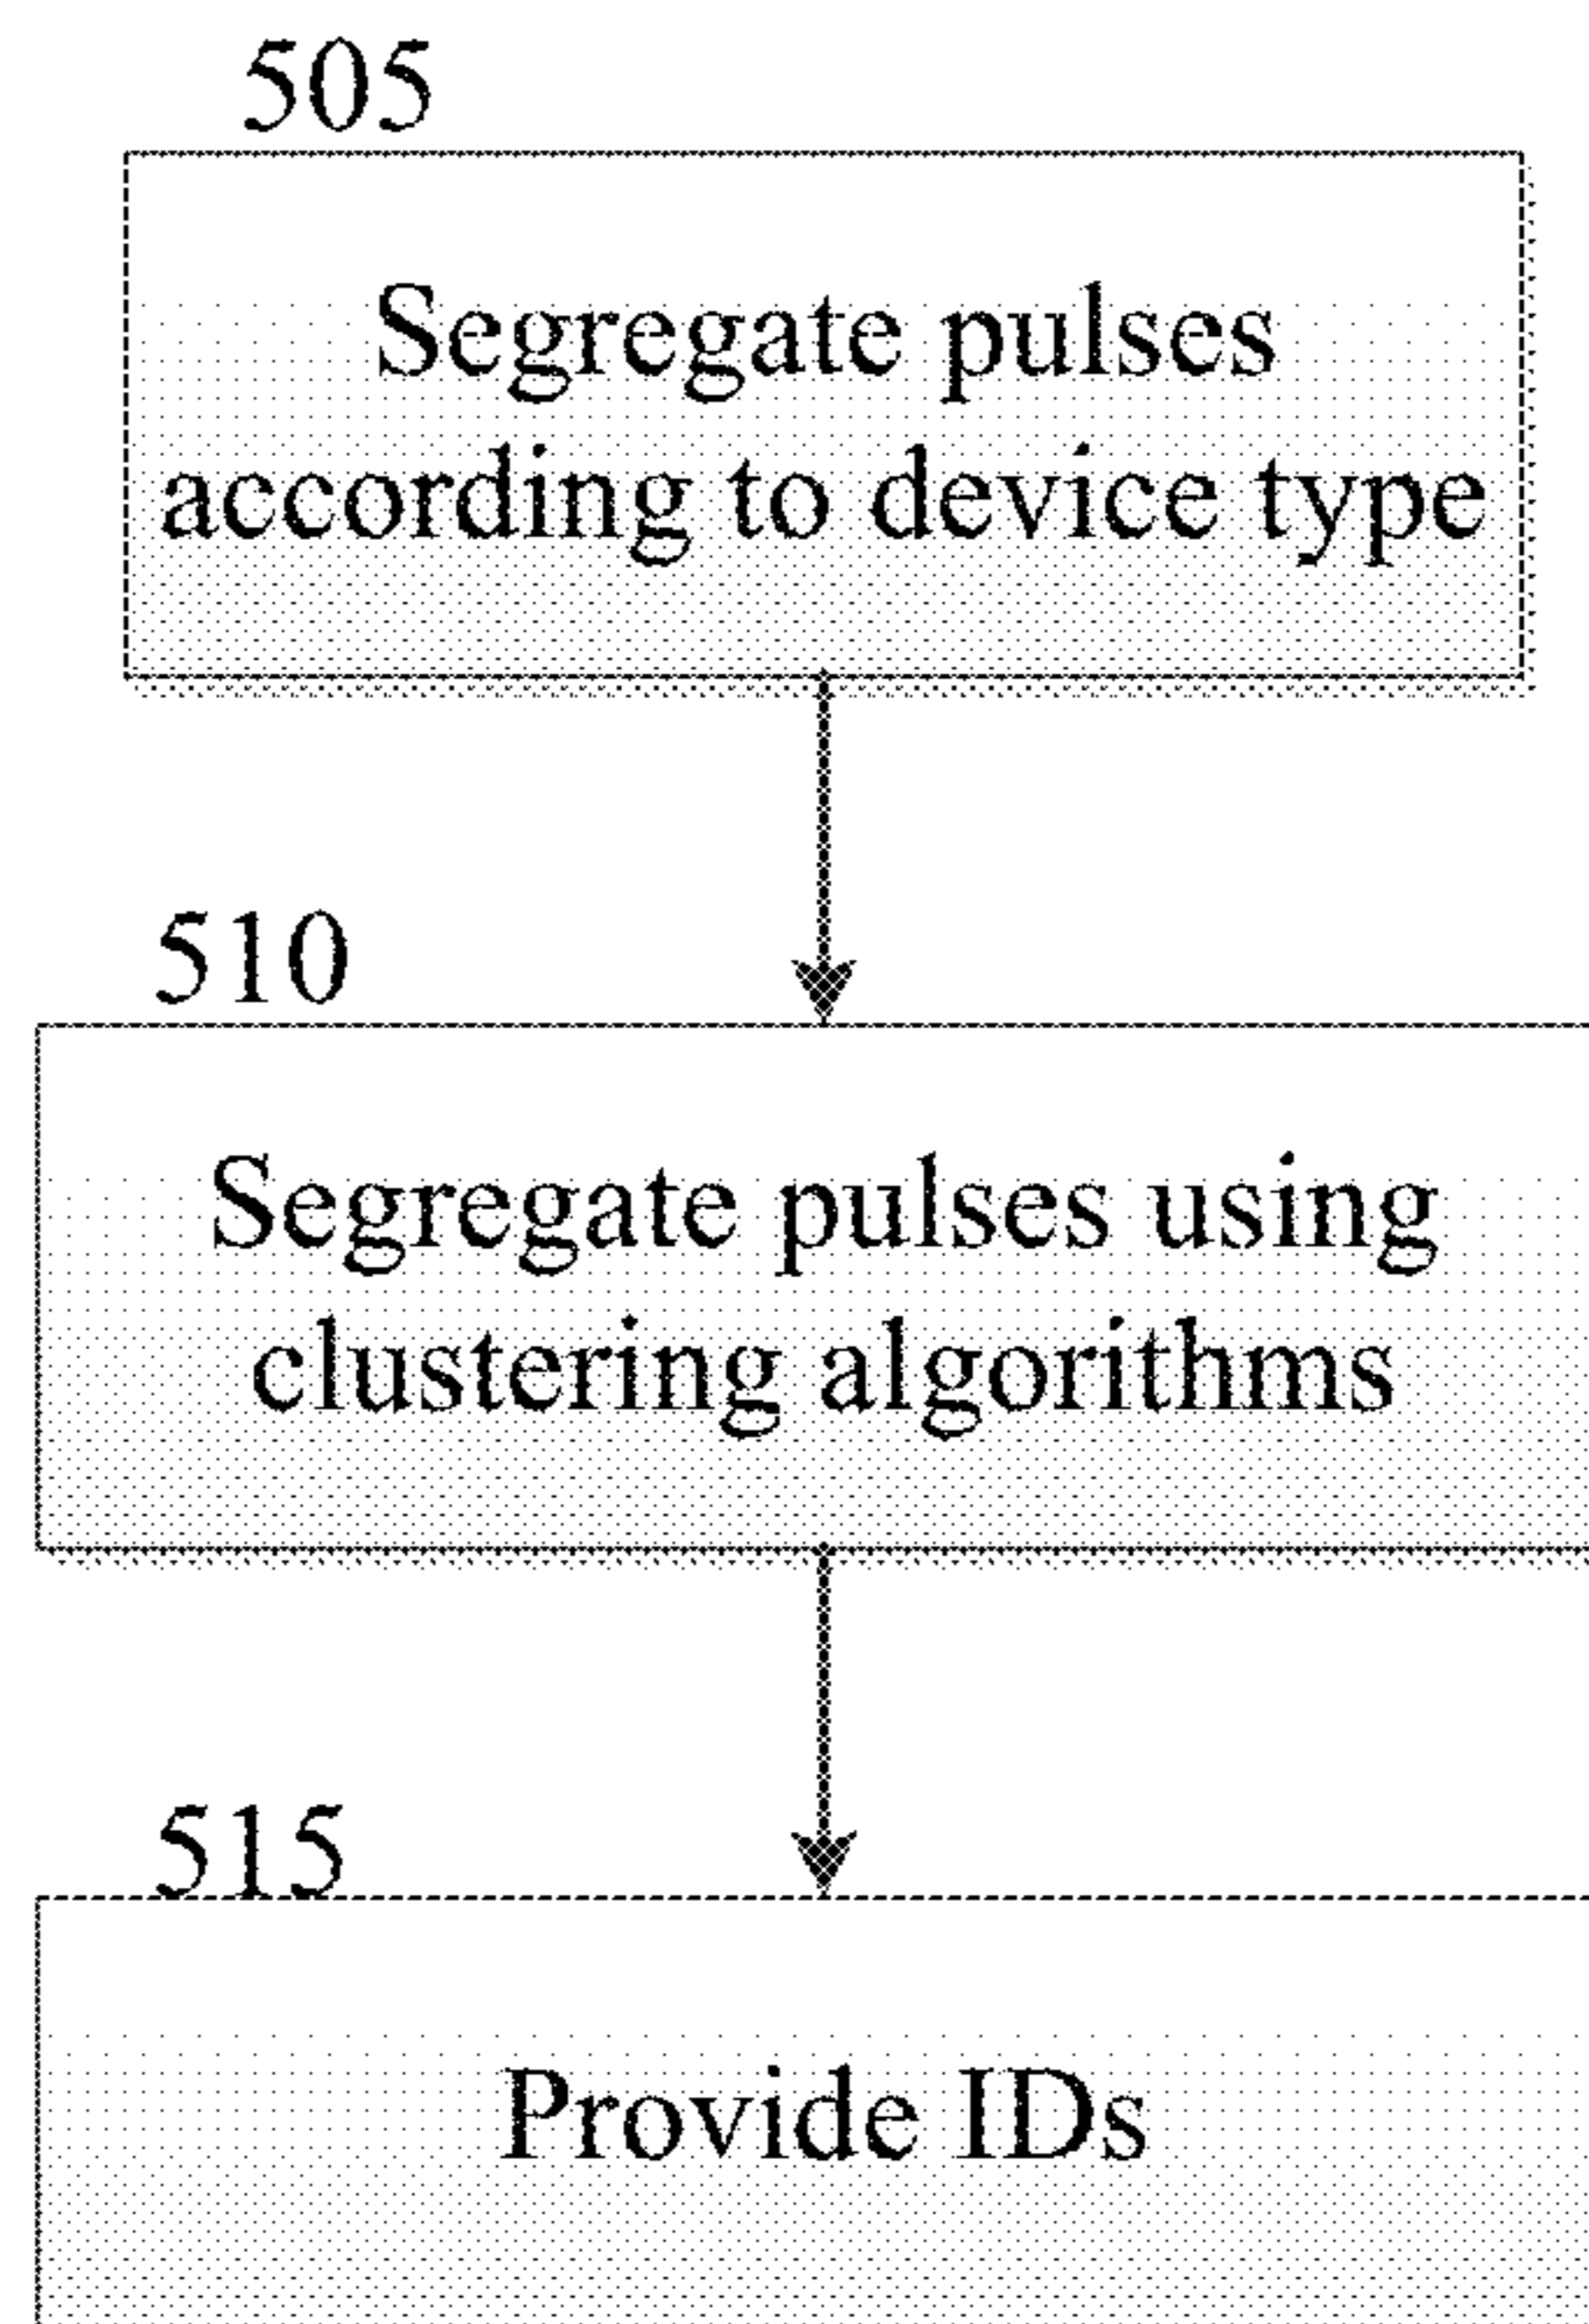 505
Segregate pulses
according to device type
510
Segregate pulses using
clustering algorithms
515
Provide IDs